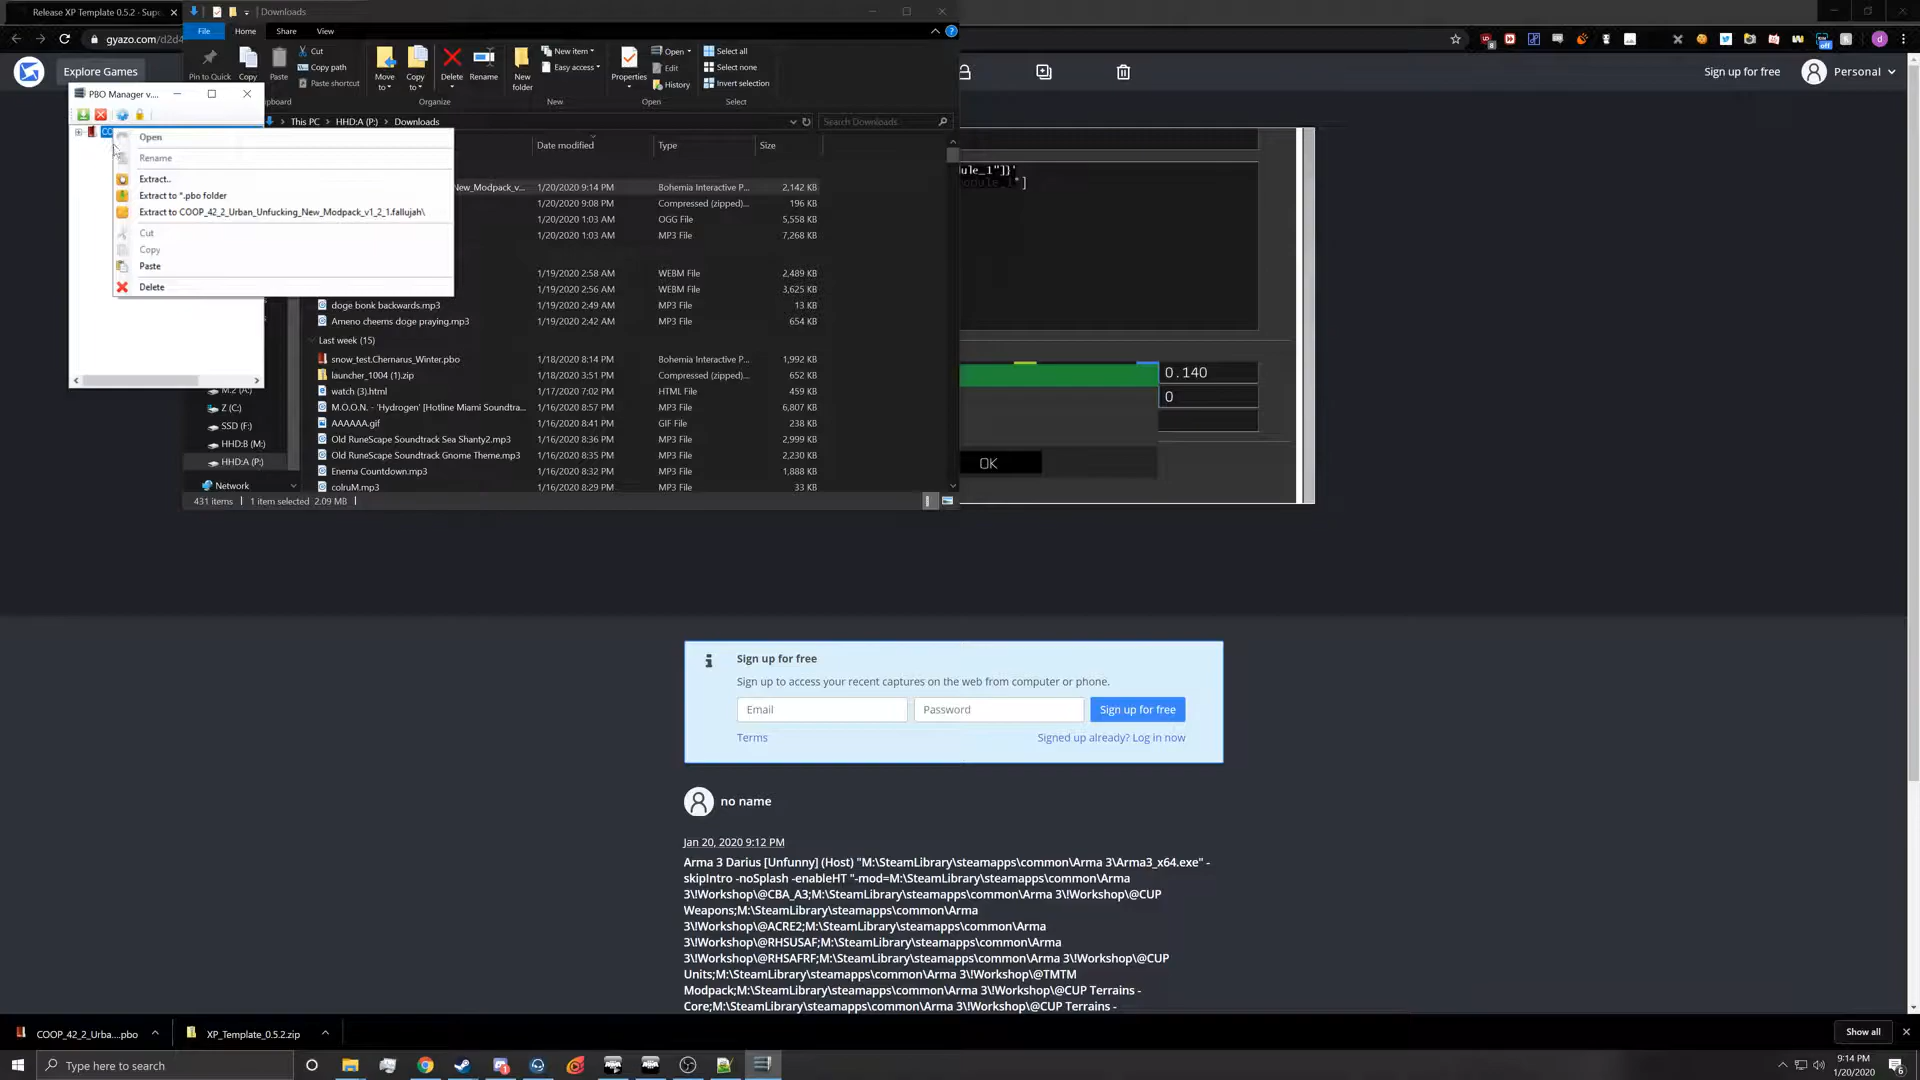 Release XP Template 0.5.2 - Sup
Downloads
File
Home
Share
View
gyazo.com/d2d4
Pin to Quick
Copy
Paste
Cut
Copy path
Paste shortcut
Move to
Copy to
Delete
Rename
New folder
New item
Easy access
Properties
Open
Edit
History
Select all
Select none
Invert selection
Explore Games
Sign up for free
Personal
PBO Manager v....
pboard
Organize
New
Open
Select
This PC
HHD:A (P:)
Downloads
Search Downloads
CO
Open
Rename
Extract..
Extract to *.pbo folder
Extract to COOP_42_2_Urban_Unfucking_New_Modpack_v1_2_1.fallujah\
Cut
Copy
Paste
Delete
Date modified
Type
Size
New_Modpack_v... 1/20/2020 9:14 PM Bohemia Interactive P... 2,142 KB
1/20/2020 9:08 PM Compressed (zipped)... 196 KB
1/20/2020 1:03 AM OGG File 5,558 KB
1/20/2020 1:03 AM MP3 File 7,268 KB
1/19/2020 2:58 AM WEBM File 2,489 KB
1/19/2020 2:56 AM WEBM File 3,625 KB
doge bonk backwards.mp3 1/19/2020 2:49 AM MP3 File 13 KB
Ameno cheems doge praying.mp3 1/19/2020 2:42 AM MP3 File 654 KB
Last week (15)
snow_test.Chernarus_Winter.pbo 1/18/2020 8:14 PM Bohemia Interactive P... 1,992 KB
launcher_1004 (1).zip 1/18/2020 3:51 PM Compressed (zipped)... 652 KB
watch (3).html 1/17/2020 7:02 PM HTML File 459 KB
M.O.O.N. - 'Hydrogen' [Hotline Miami Soundtra... 1/16/2020 8:57 PM MP3 File 6,807 KB
AAAAAA.gif 1/16/2020 8:41 PM GIF File 238 KB
Old RuneScape Soundtrack Sea Shanty2.mp3 1/16/2020 8:36 PM MP3 File 2,999 KB
Old RuneScape Soundtrack Gnome Theme.mp3 1/16/2020 8:35 PM MP3 File 2,230 KB
Enema Countdown.mp3 1/16/2020 8:32 PM MP3 File 1,888 KB
colruM.mp3 1/16/2020 8:29 PM MP3 File 33 KB
M.2 (A:)
Z (C:)
SSD (F:)
HHD:B (M:)
HHD:A (P:)
Network
431 items
1 item selected 2.09 MB
ule_1"]]'
odule_1"]
0.140
0
OK
Sign up for free
Sign up to access your recent captures on the web from computer or phone.
Email
Password
Sign up for free
Terms
Signed up already? Log in now
no name
Jan 20, 2020 9:12 PM
Arma 3 Darius [Unfunny] (Host) "M:\SteamLibrary\steamapps\common\Arma 3\Arma3_x64.exe" -
skipIntro -noSplash -enableHT "-mod=M:\SteamLibrary\steamapps\common\Arma
3\!Workshop\@CBA_A3;M:\SteamLibrary\steamapps\common\Arma 3\!Workshop\@CUP
Weapons;M:\SteamLibrary\steamapps\common\Arma
3\!Workshop\@ACRE2;M:\SteamLibrary\steamapps\common\Arma
3\!Workshop\@RHSUSAF;M:\SteamLibrary\steamapps\common\Arma
3\!Workshop\@RHSAFRF;M:\SteamLibrary\steamapps\common\Arma 3\!Workshop\@CUP
Units;M:\SteamLibrary\steamapps\common\Arma 3\!Workshop\@TMTM
Modpack;M:\SteamLibrary\steamapps\common\Arma 3\!Workshop\@CUP Terrains -
Core;M:\SteamLibrary\steamapps\common\Arma 3\!Workshop\@CUP Terrains -
COOP_42_2_Urba....pbo
XP_Template_0.5.2.zip
Show all
Type here to search
9:14 PM
1/20/2020